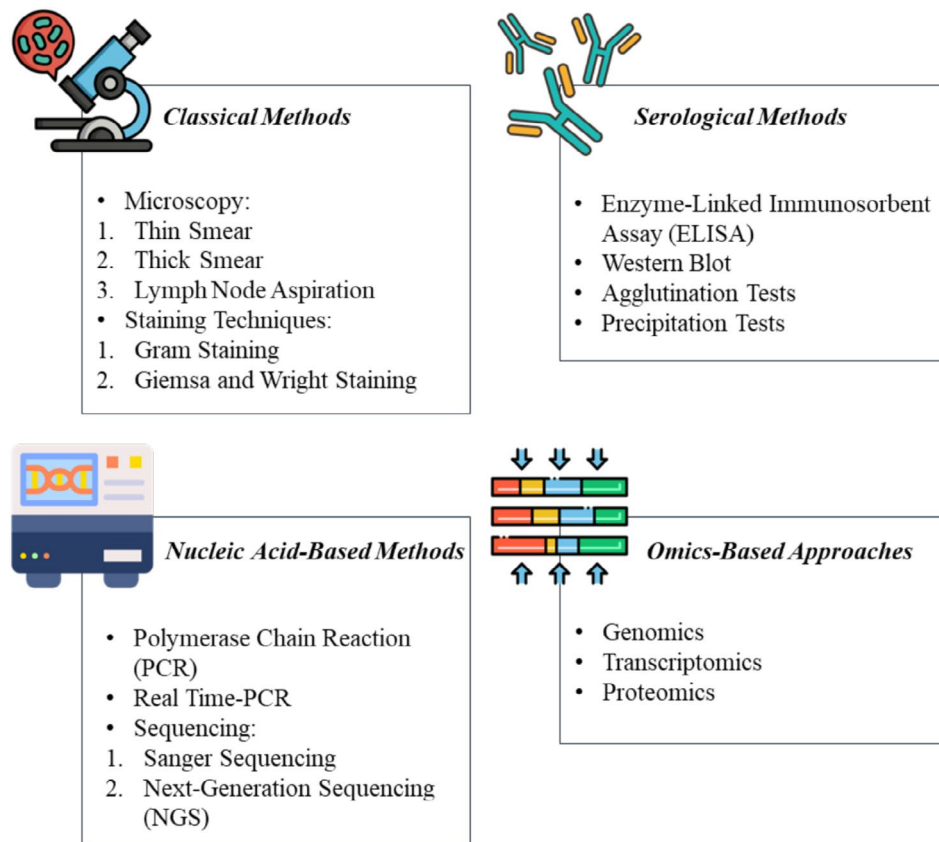 Classical Methods
• Microscopy:
1. Thin Smear
2. Thick Smear
3. Lymph Node Aspiration
• Staining Techniques:
1. Gram Staining
2. Giemsa and Wright Staining
Serological Methods
• Enzyme-Linked Immunosorbent
Assay (ELISA)
• Western Blot
• Agglutination Tests
• Precipitation Tests
Nucleic Acid-Based Methods
• Polymerase Chain Reaction
(PCR)
• Real Time-PCR
• Sequencing:
1. Sanger Sequencing
2. Next-Generation Sequencing
(NGS)
Omics-Based Approaches
• Genomics
• Transcriptomics
• Proteomics